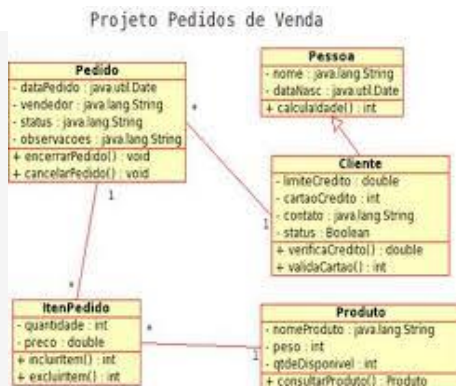 Projeto Pedidos de Venda
Pedido
- dataPedido : java.util.Date
- vendedor : java.lang.String
- status : java.lang.String
- observacoes : java.lang.String
+ encerrarPedido() : void
+ cancelarPedido() : void
Pessoa
- nome : java.lang.String
- dataNasc : java.util.Date
+ calculaIdade() : int
Cliente
- limiteCredito : double
- cartaoCredito : int
- contato : java.lang.String
- status : Boolean
+ verificaCredito() : double
+ validaCartao() : int
*
1
1
*
ItenPedido
- quantidade : int
- preco : double
+ incluirItem() : int
+ excluirItem() : int
*
1
Produto
- nomeProduto : java.lang.String
- peso : int
- qtdeDisponivel : int
+ consultarProduto() : Produto